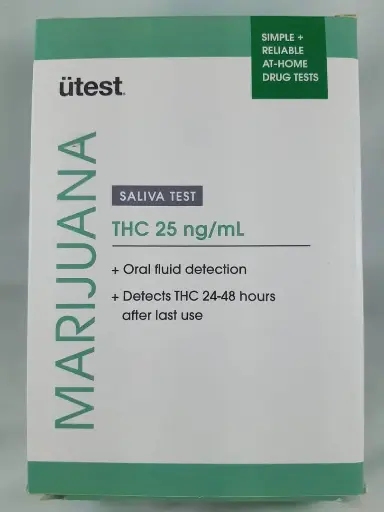 SIMPLE +
RELIABLE
AT-HOME
DRUG TESTS
ütest.
MARIJUANA
SALIVA TEST
THC 25 ng/mL
+ Oral fluid detection
+ Detects THC 24-48 hours
after last use